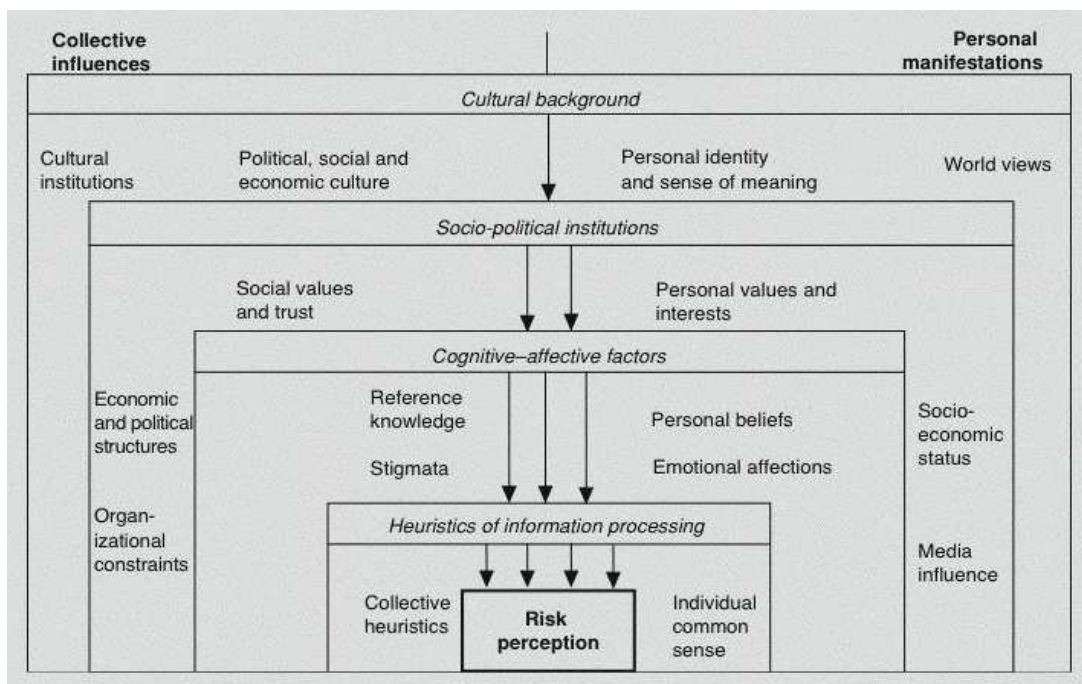 Collective
influences
Personal
manifestations
Cultural background
Cultural
institutions
Political, social and
economic culture
Personal identity
and sense of meaning
World views
Socio-political institutions
Social values
and trust
Personal values and
interests
Cognitive–affective factors
Economic
and political
structures
Reference
knowledge
Personal beliefs
Socio-
economic
status
Stigmata
Emotional affections
Organ-
izational
constraints
Heuristics of information processing
Media
influence
Collective
heuristics
Risk
perception
Individual
common
sense